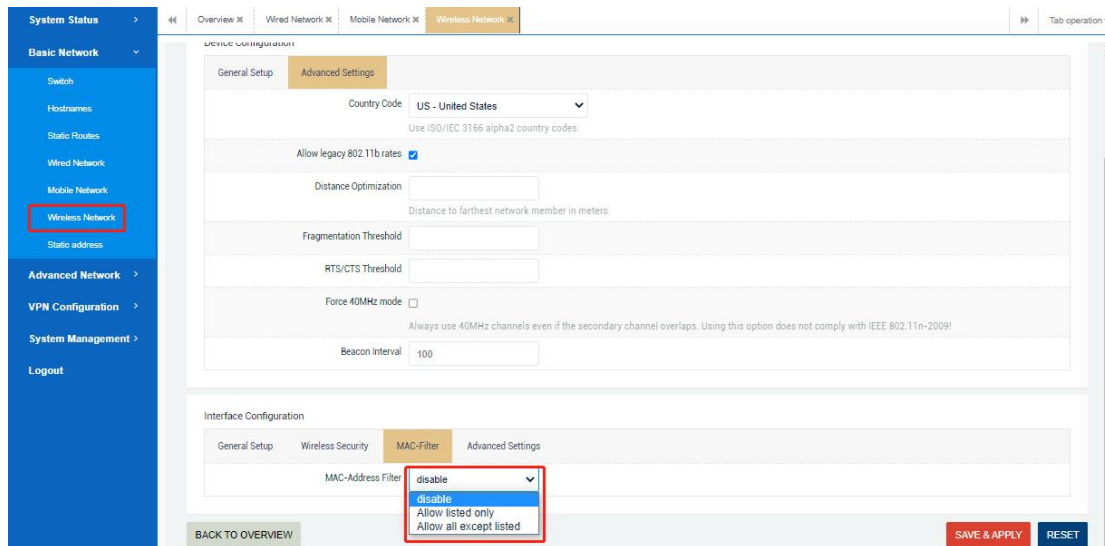 System Status
Basic Network
Switch
Hostnames
Static Routes
Wired Network
Mobile Network
Wireless Network
Static address
Advanced Network
VPN Configuration
System Management
Logout
Overview Wired Network Mobile Network Wireless Network Tab operation
Device Configuration
General Setup Advanced Settings
Country Code US - United States
Use ISO/IEC 3166 alpha2 country codes.
Allow legacy 802.11b rates
Distance Optimization
Distance to farthest network member in meters.
Fragmentation Threshold
RTS/CTS Threshold
Force 40MHz mode
Always use 40MHz channels even if the secondary channel overlaps. Using this option does not comply with IEEE 802.11n-2009!
Beacon Interval 100
Interface Configuration
General Setup Wireless Security MAC-Filter Advanced Settings
MAC-Address Filter disable
disable
Allow listed only
Allow all except listed
BACK TO OVERVIEW SAVE & APPLY RESET